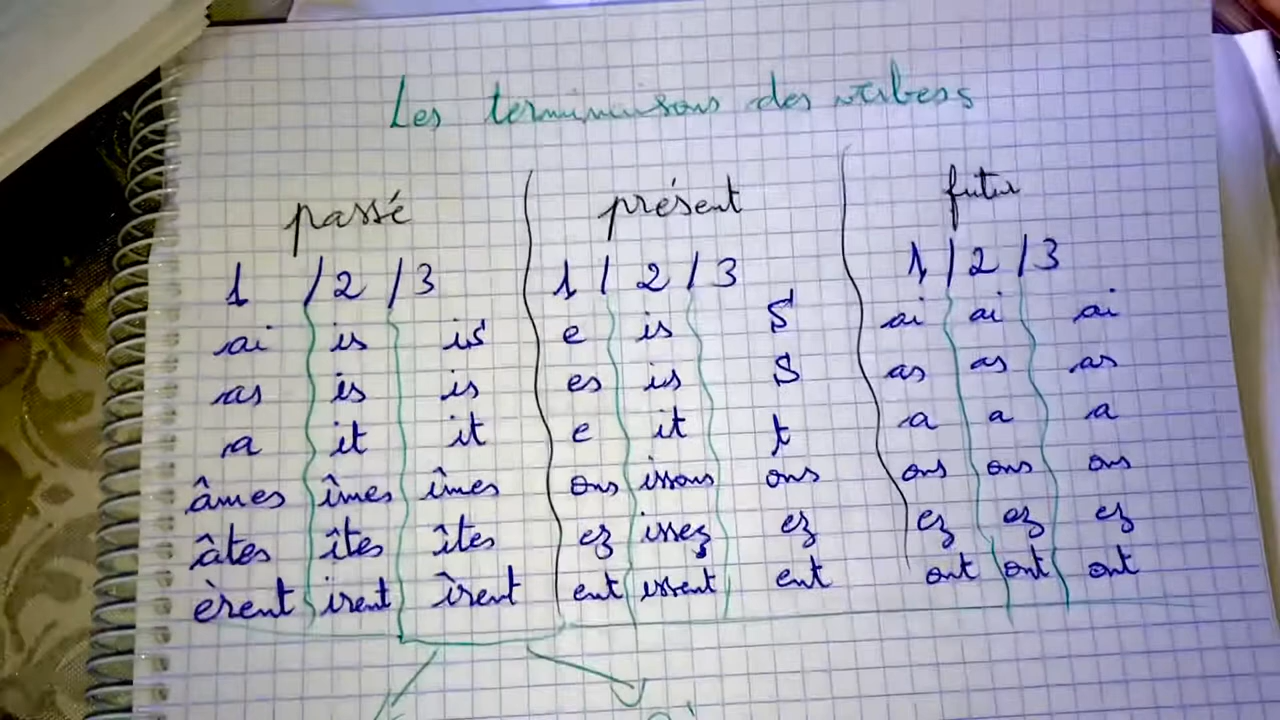 Les terminaisons des verbes
passé présent futur
1 / 2 / 3 1 / 2 / 3 1 / 2 / 3
ai is is e is s ai ai ai
as is is es is s as as as
a it it e it t a a a
âmes îmes îmes ons issons ons ons ons ons
âtes îtes îtes ez issez ez ez ez ez
èrent irent îrent ent issent ent ont ont ont